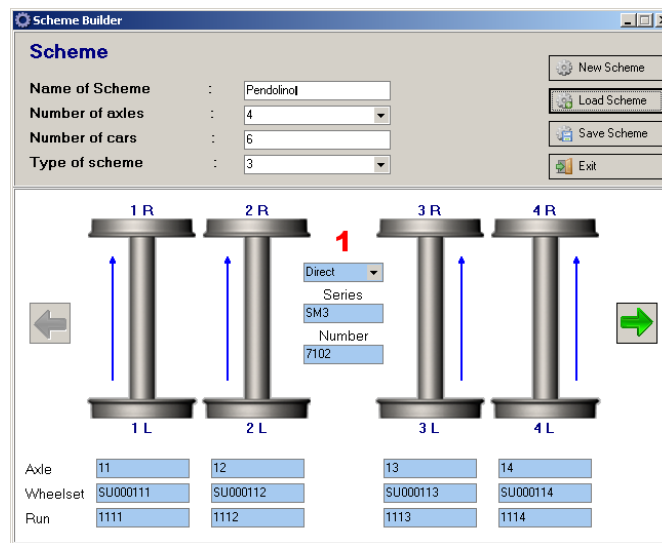 Scheme Builder
Scheme
Name of Scheme : Pendolino
Number of axles : 4
Number of cars : 6
Type of scheme : 3
New Scheme
Load Scheme
Save Scheme
Exit
1 R 2 R 3 R 4 R
1
Direct
Series
SM3
Number
7102
1 L 2 L 3 L 4 L
Axle 11 12 13 14
Wheelset SU000111 SU000112 SU000113 SU000114
Run 1111 1112 1113 1114